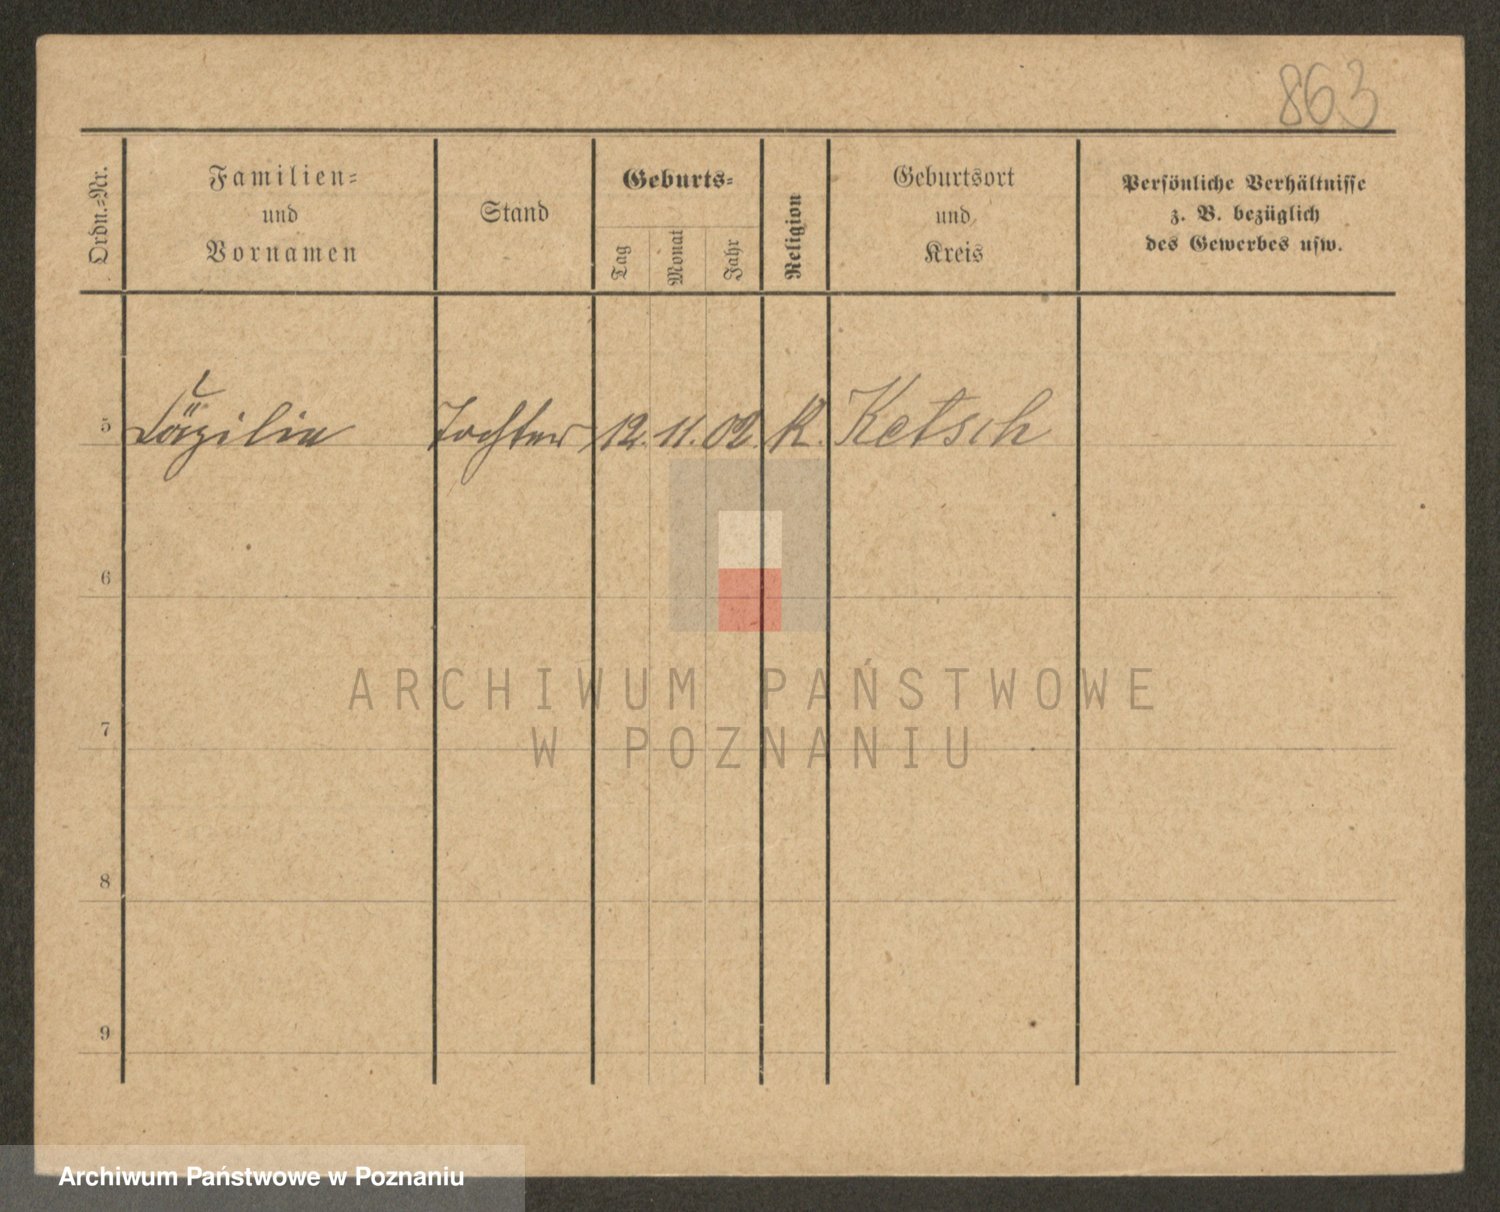 863
Ordn.-Nr.
Familien-
und
Vornamen
Stand
Geburts-
Tag
Monat
Jahr
Religion
Geburtsort
und
Kreis
Persönliche Verhältnisse
z. B. bezüglich
des Gewerbes usw.
5 Cäzilia Tochter 12. 11. 02. K. Ketsch
6
ARCHIWUM PAŃSTWOWE
7
W POZNANIU
8
9
Archiwum Państwowe w Poznaniu